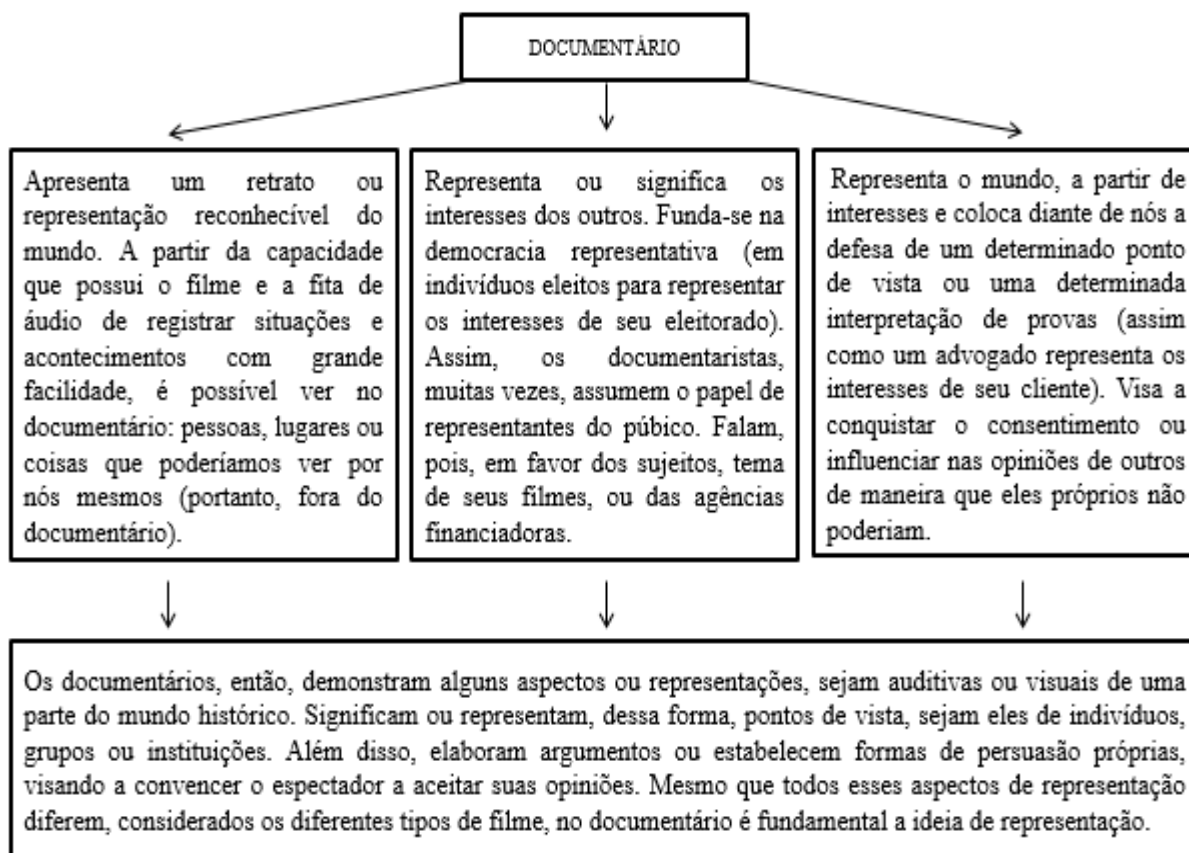 DOCUMENTÁRIO
Apresenta um retrato ou
representação reconhecível do
mundo. A partir da capacidade
que possui o filme e a fita de
áudio de registrar situações e
acontecimentos com grande
facilidade, é possível ver no
documentário: pessoas, lugares ou
coisas que poderíamos ver por
nós mesmos (portanto, fora do
documentário).
Representa ou significa os
interesses dos outros. Funda-se na
democracia representativa (em
indivíduos eleitos para representar
os interesses de seu eleitorado).
Assim, os documentaristas,
muitas vezes, assumem o papel de
representantes do púbico. Falam,
pois, em favor dos sujeitos, tema
de seus filmes, ou das agências
financiadoras.
Representa o mundo, a partir de
interesses e coloca diante de nós a
defesa de um determinado ponto
de vista ou uma determinada
interpretação de provas (assim
como um advogado representa os
interesses de seu cliente). Visa a
conquistar o consentimento ou
influenciar nas opiniões de outros
de maneira que eles próprios não
poderiam.
Os documentários, então, demonstram alguns aspectos ou representações, sejam auditivas ou visuais de uma
parte do mundo histórico. Significam ou representam, dessa forma, pontos de vista, sejam eles de indivíduos,
grupos ou instituições. Além disso, elaboram argumentos ou estabelecem formas de persuasão próprias,
visando a convencer o espectador a aceitar suas opiniões. Mesmo que todos esses aspectos de representação
diferem, considerados os diferentes tipos de filme, no documentário é fundamental a ideia de representação.